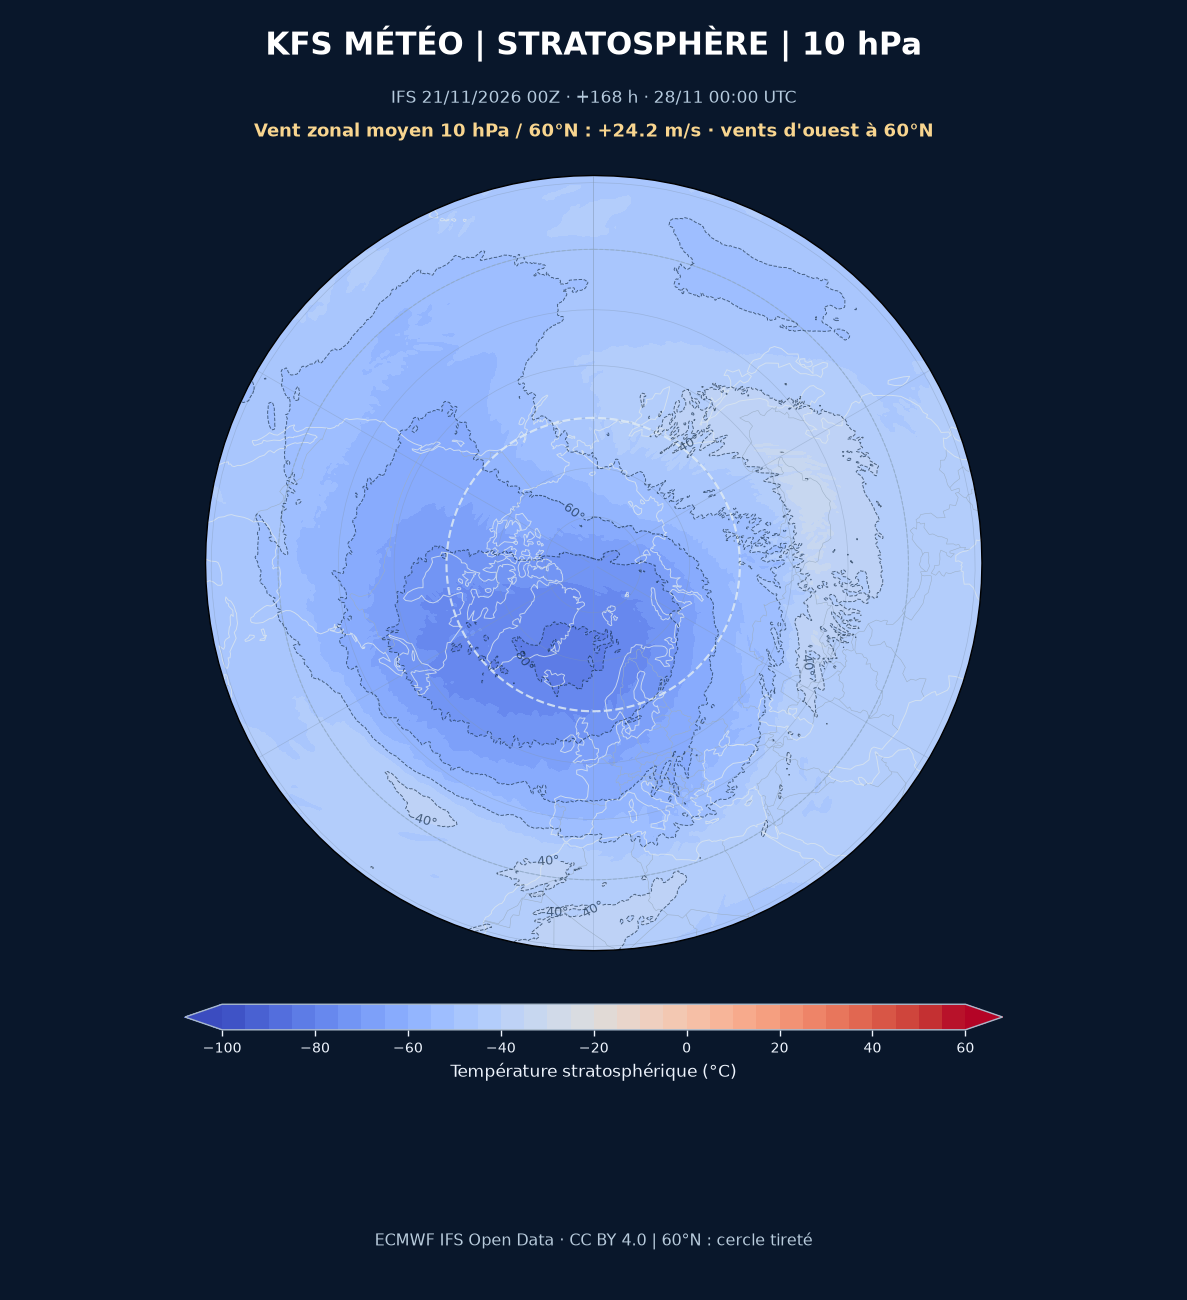 KFS MÉTÉO | STRATOSPHÈRE | 10 hPa
IFS 21/11/2026 00Z · +168 h · 28/11 00:00 UTC
Vent zonal moyen 10 hPa / 60°N : +24.2 m/s · vents d'ouest à 60°N
40°
60°
80°
40°
40°
40°
40° 40°
−100 −80 −60 −40 −20 0 20 40 60
Température stratosphérique (°C)
ECMWF IFS Open Data · CC BY 4.0 | 60°N : cercle tireté